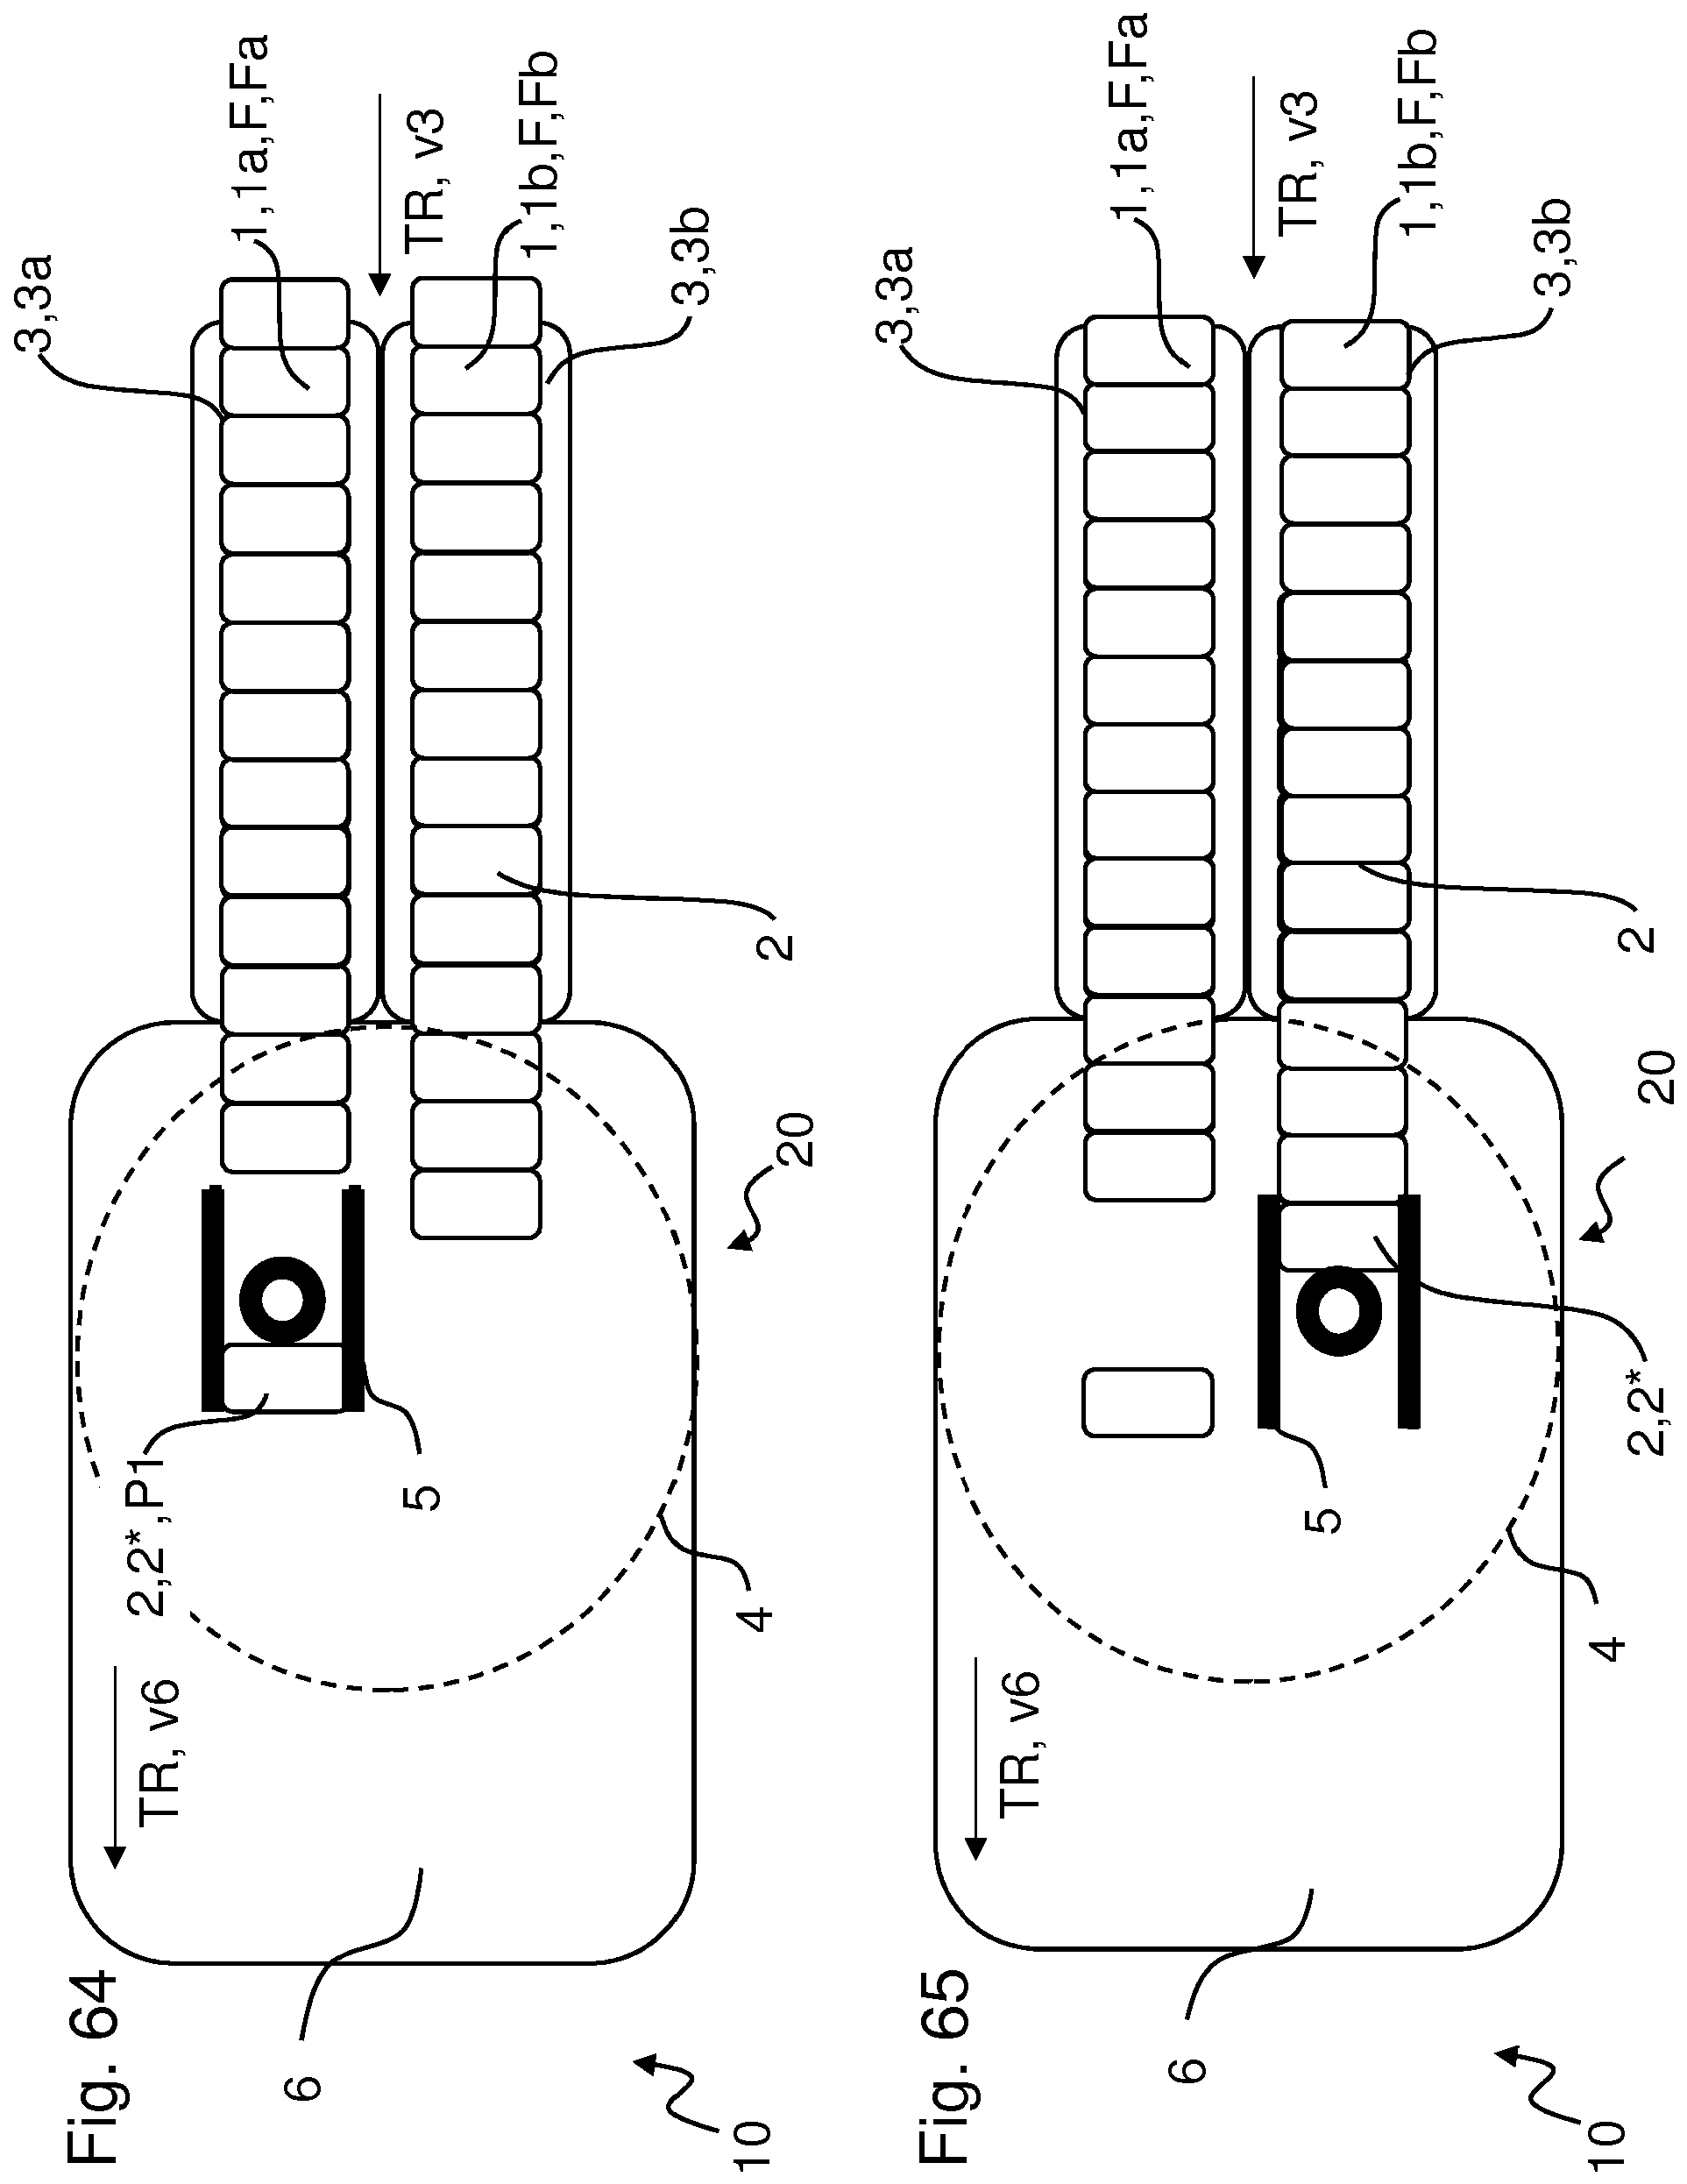 Fig. 64
3,3a
1,1a,F,Fa
TR, v3
1,1b,F,Fb
3,3b
2
20
2,2*,P1
5
4
TR, v6
6
10
Fig. 65
3,3a
1,1a,F,Fa
TR, v3
1,1b,F,Fb
3,3b
2
20
2,2*
5
4
TR, v6
6
10